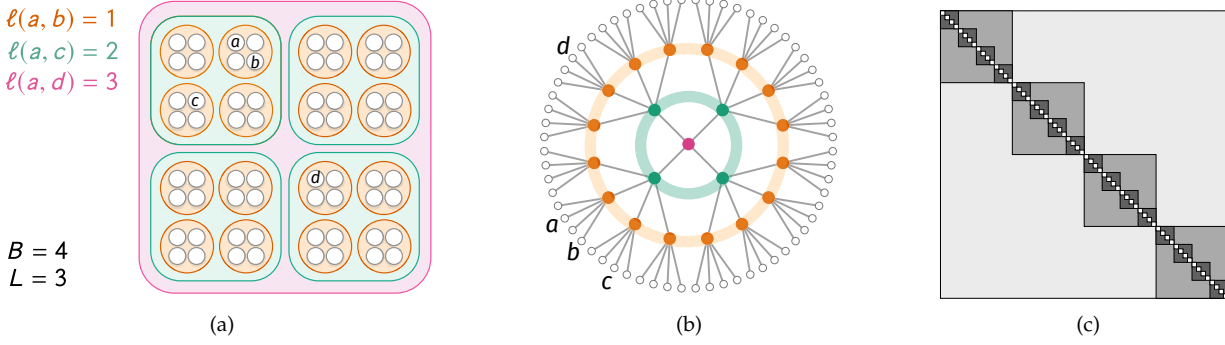 ℓ(a, b) = 1
ℓ(a, c) = 2
ℓ(a, d) = 3
B = 4
L = 3
a
b
c
d
d
a
b
c
(a)
(b)
(c)